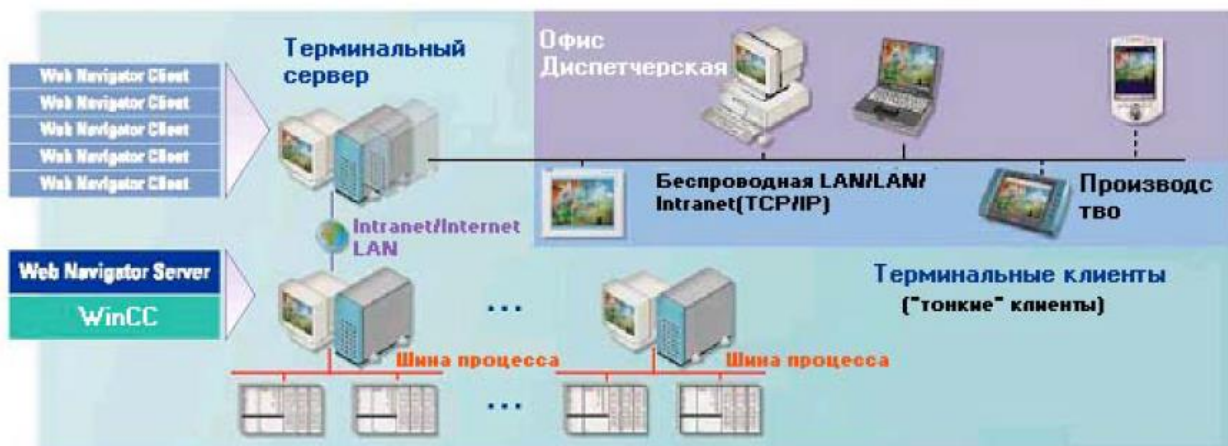 Терминальный
сервер
Офис
Диспетчерская
Web Navigator Client
Web Navigator Client
Web Navigator Client
Web Navigator Client
Web Navigator Client
Беспроводная LAN/LAN/
Intranet(TCP/IP)
Производс
тво
Intranet/Internet
LAN
Web Navigator Server
WinCC
Терминальные клиенты
("тонкие" клиенты)
...
Шина процесса
Шина процесса
...